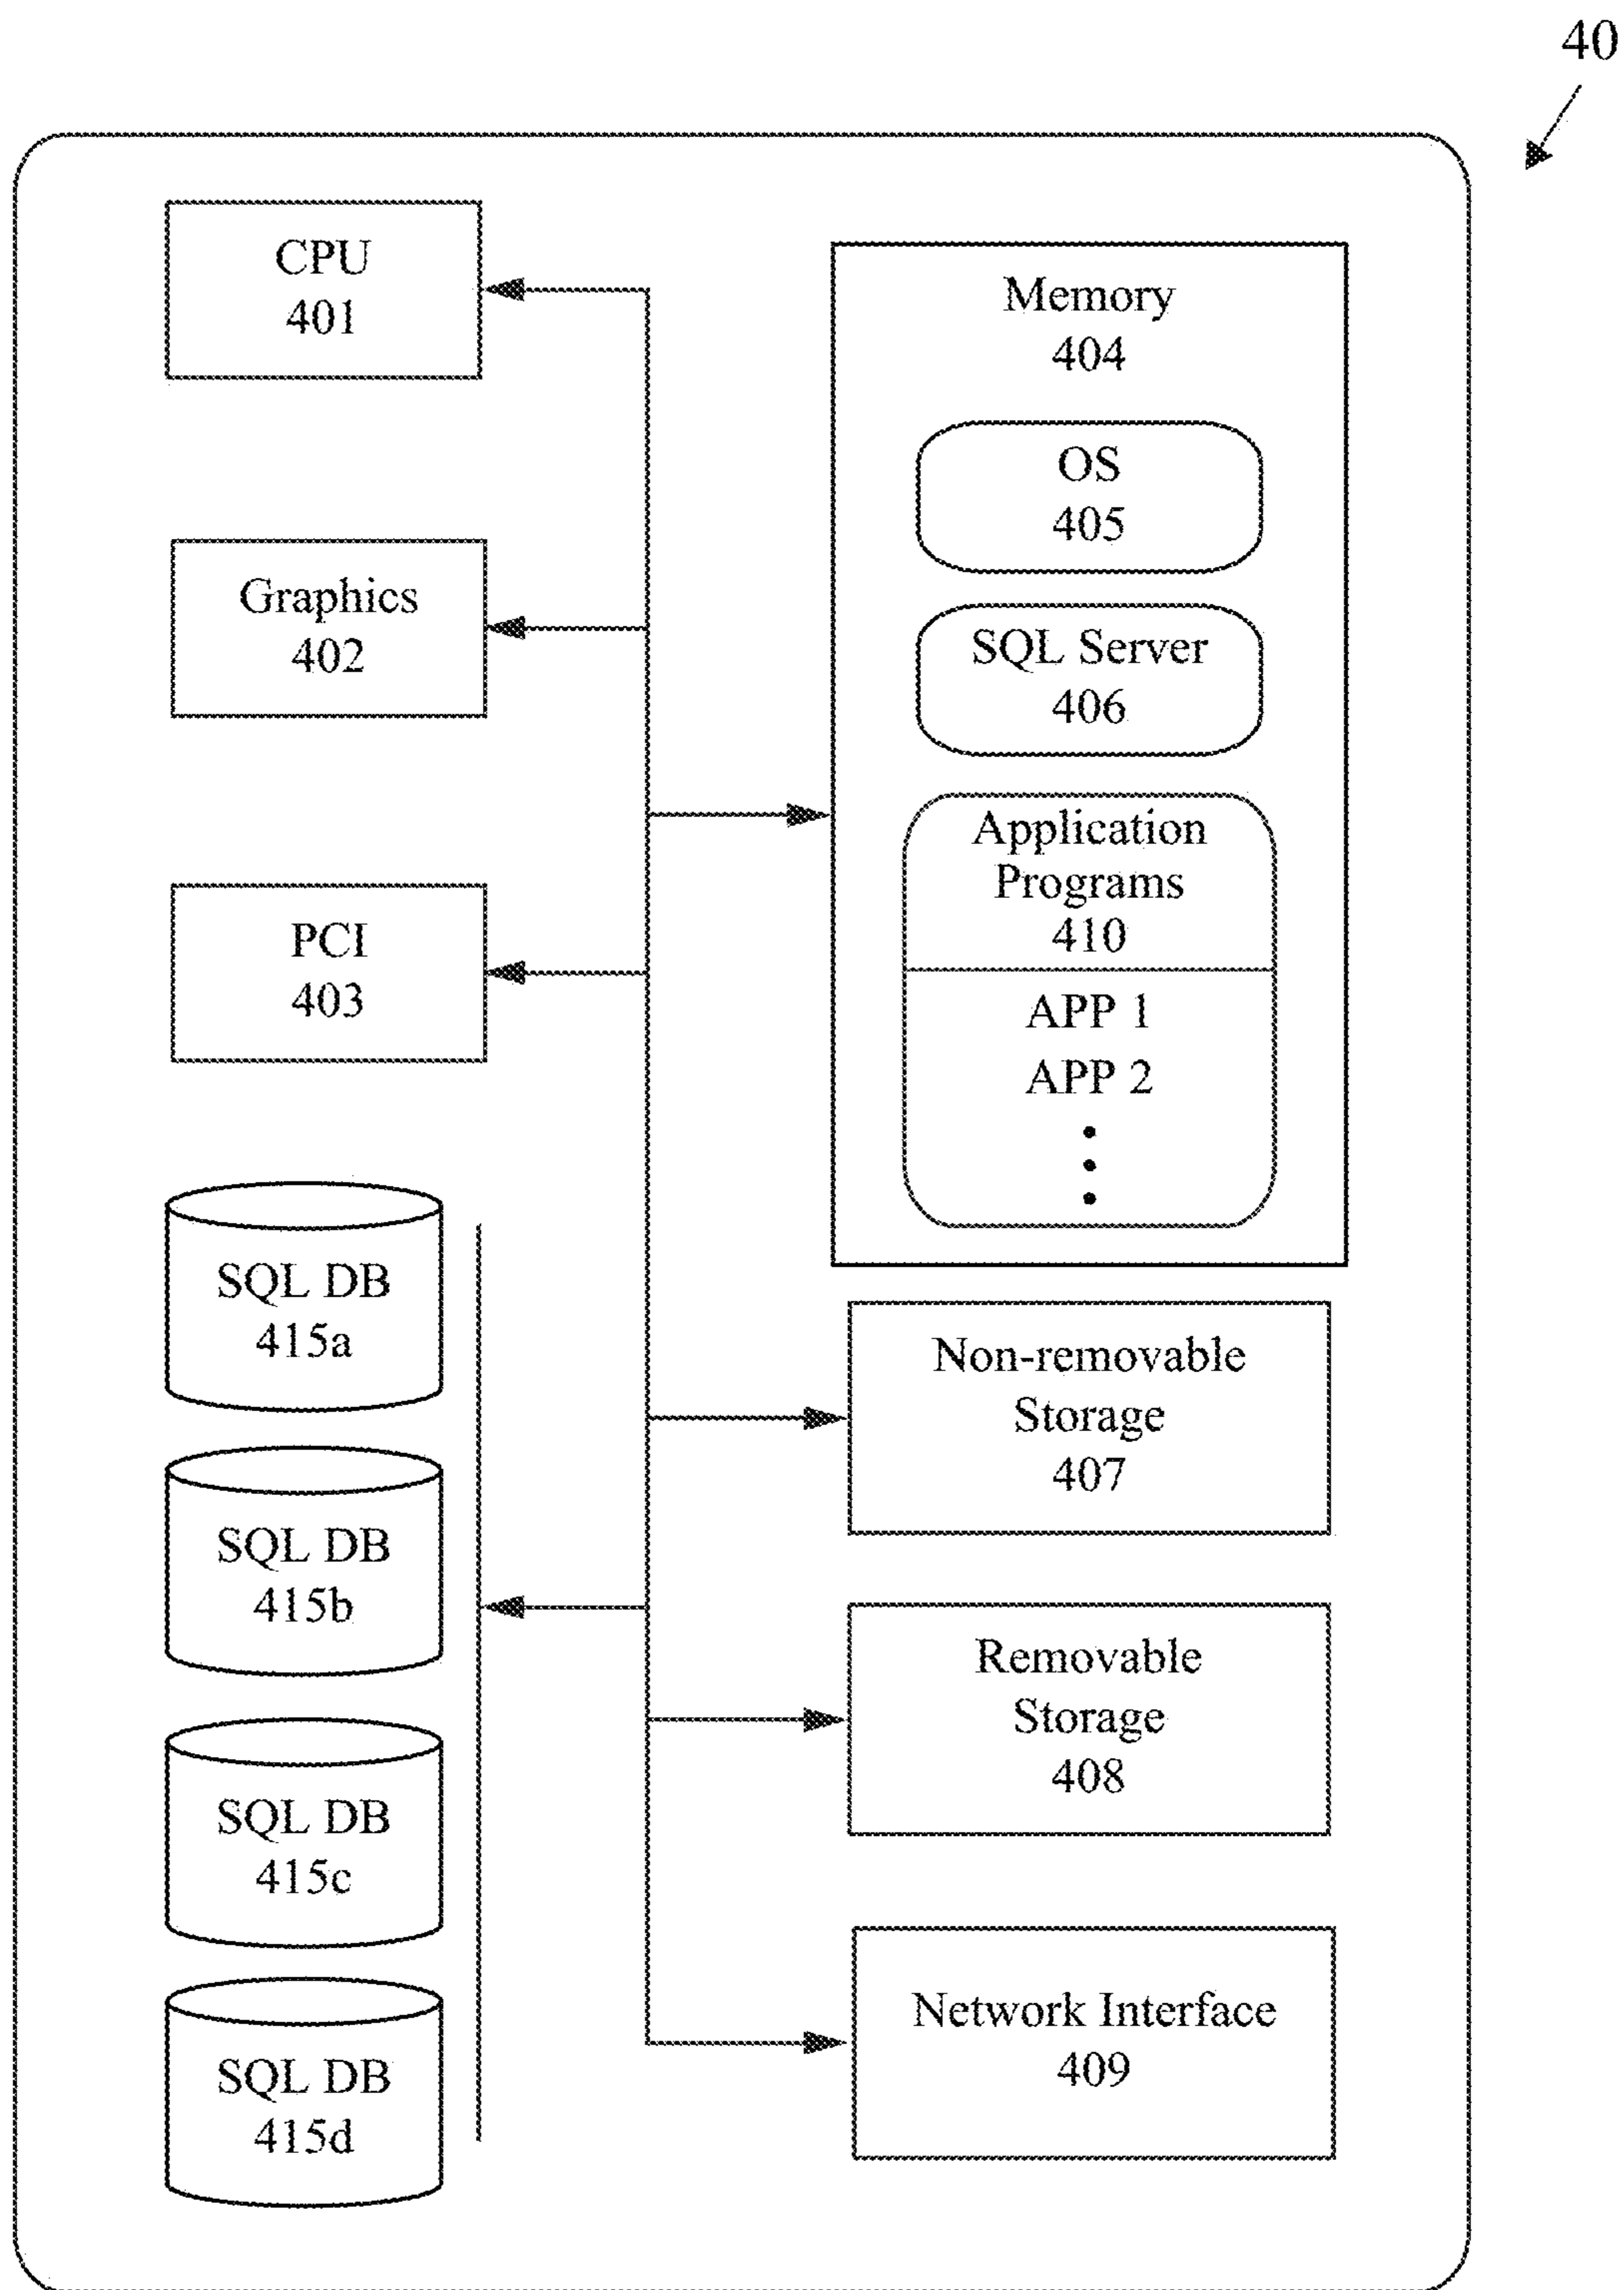 40
CPU
401
Graphics
402
PCI
403
SQL DB
415a
SQL DB
415b
SQL DB
415c
SQL DB
415d
Memory
404
OS
405
SQL Server
406
Application
Programs
410
APP 1
APP 2
Non-removable
Storage
407
Removable
Storage
408
Network Interface
409